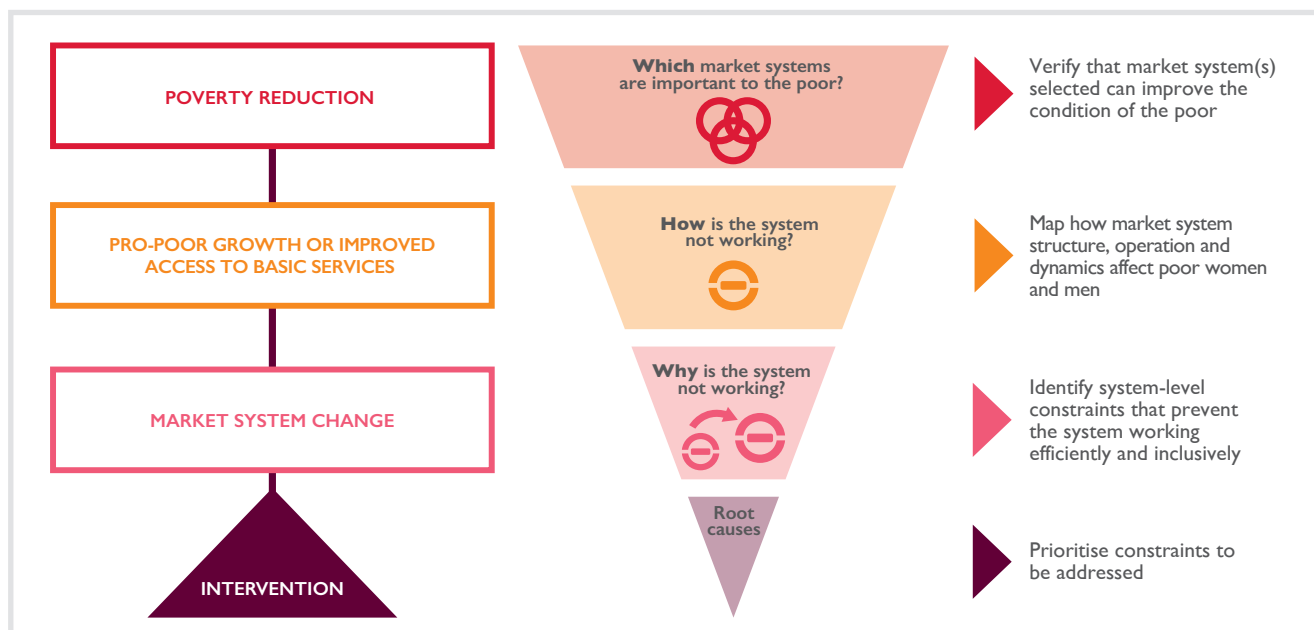 POVERTY REDUCTION
Which market systems
are important to the poor?
Verify that market system(s)
selected can improve the
condition of the poor
PRO-POOR GROWTH OR IMPROVED
ACCESS TO BASIC SERVICES
How is the system
not working?
Map how market system
structure, operation and
dynamics affect poor women
and men
MARKET SYSTEM CHANGE
Why is the system
not working?
Identify system-level
constraints that prevent
the system working
efficiently and inclusively
INTERVENTION
Root
causes
Prioritise constraints to
be addressed